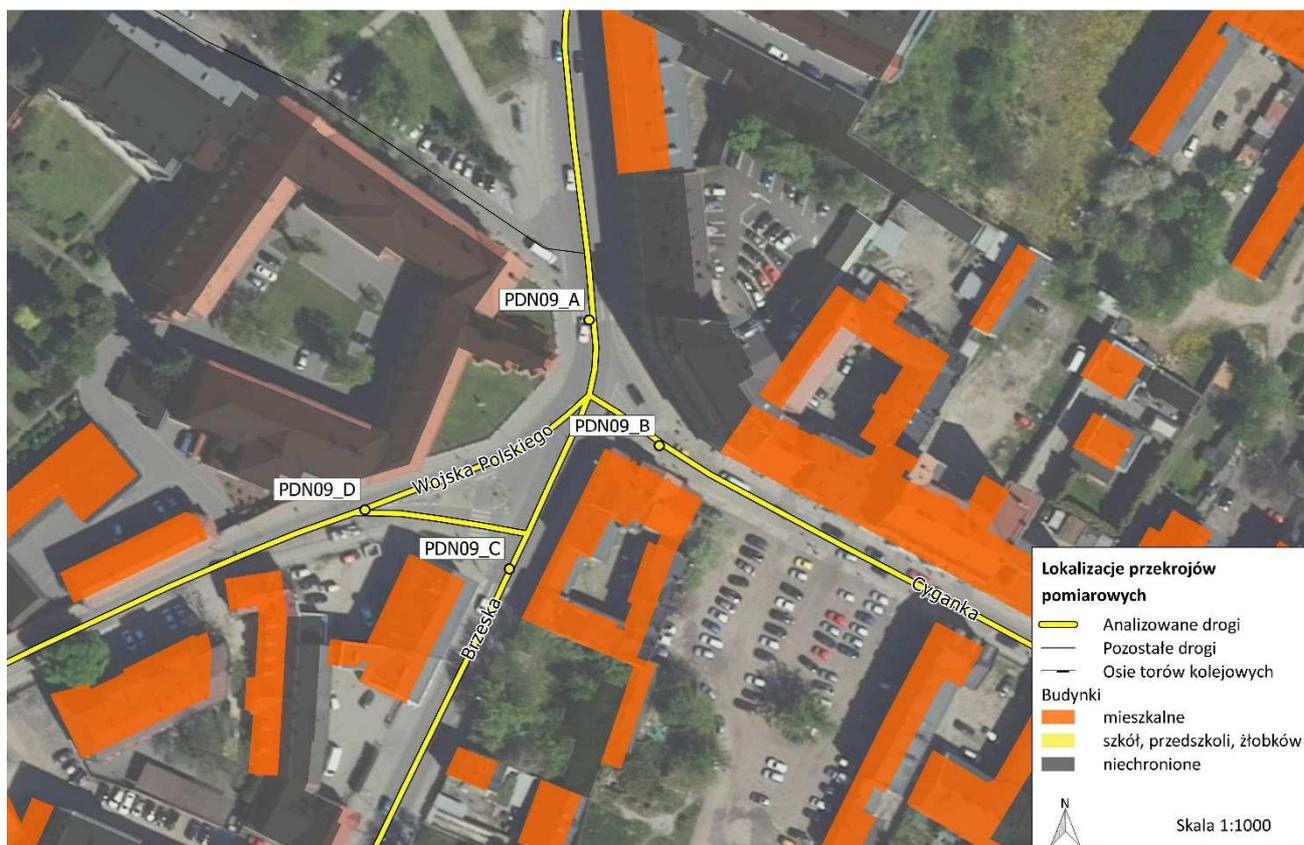 PDN09_A
PDN09_B
Wojska Polskiego
PDN09_D
PDN09_C
Brzeska
Cyganka
Lokalizacje przekrojów
pomiarowych
Analizowane drogi
Pozostałe drogi
Osie torów kolejowych
Budynki
mieszkalne
szkół, przedszkoli, żłobków
niechronione
N
Skala 1:1000